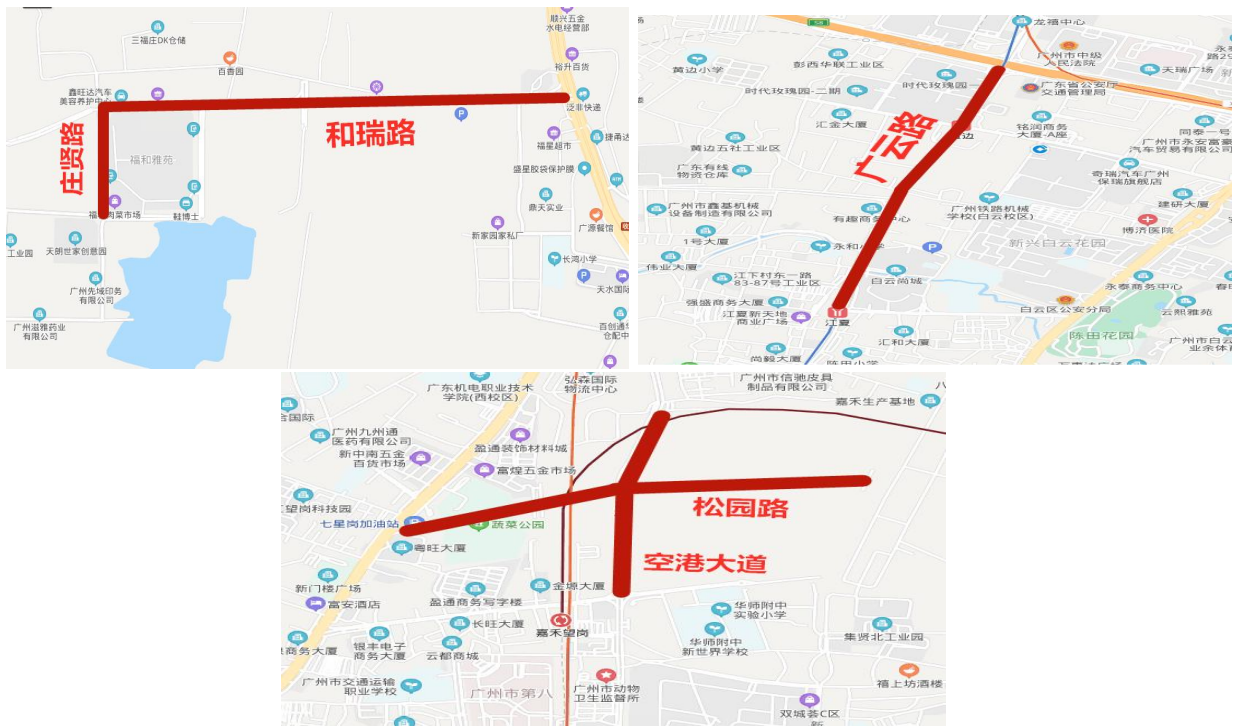 顺兴五金
水电经营部
三福庄DK仓储
百香园
裕升百货
鑫旺达汽车
美容养护中心
泛非快递
和瑞路
庄贤路
福和雅苑
福星超市
捷甬达
盛星胶袋保护膜
鼎天实业
硅博士
新家园家私厂
广源餐馆
工业园
天朗世家创意园
长鸿小学
广州先域印务
有限公司
天水国际
广州滋雅药业
有限公司
百创通华
仓配中
龙禧中心
S8
广州市中级
人民法院
黄边小学
彭西华联工业区
天瑞广场
时代玫瑰园
广东省公安厅
交通管理局
时代玫瑰园-二期
汇金大厦
铭润商务
大厦-A座
同泰一号
广云路
黄边五社工业区
广州市永安富豪
汽车贸易有限公司
广东有线
物资仓库
奇瑞汽车广州
保瑞旗舰店
广州市鑫基机械
设备制造有限公司
广州铁路机械
学校(白云校区)
建研大厦
有趣商务中心
博济医院
1号大厦
永和小学
新兴白云花园
伟业大厦
江下村东一路
83-87号工业区
白云尚城
永泰商务中心
强盛商务大厦
白云区公安分局
云熙雅苑
江夏新天地
商业广场
江夏
陈田花园
汇和大厦
尚毅大厦
陈田小学
广东机电职业技术
学院(西校区)
弘森国际
物流中心
广州市信驰皮具
制品有限公司
嘉禾生产基地
合国际
广州九州通
医药有限公司
盈通装饰材料城
新中南五金
百货市场
富煌五金市场
望岗科技园
松园路
七星岗加油站
蔬菜公园
粤旺大厦
空港大道
新门楼广场
金塬大厦
富安酒店
盈通商务写字楼
华师附中
实验小学
长旺大厦
嘉禾望岗
银丰电子
商务大厦
云都商城
华师附中
新世界学校
集贤北工业园
商务大厦
广州市交通运输
职业学校
广州市第八
广州市动物
卫生监督所
禧上坊酒楼
双城荟C区